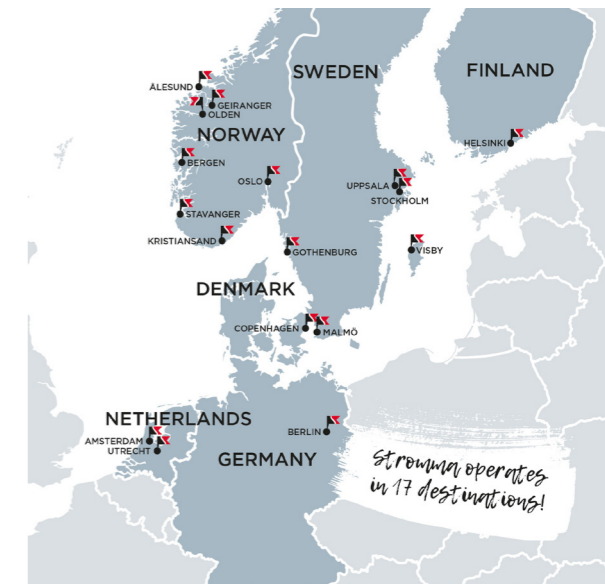 SWEDEN
FINLAND
ÅLESUND
GEIRANGER
OLDEN
NORWAY
HELSINKI
BERGEN
OSLO
UPPSALA
STOCKHOLM
STAVANGER
KRISTIANSAND
GOTHENBURG
VISBY
DENMARK
COPENHAGEN
MALMÖ
NETHERLANDS
AMSTERDAM
UTRECHT
BERLIN
GERMANY
Stromma operates
in 17 destinations!